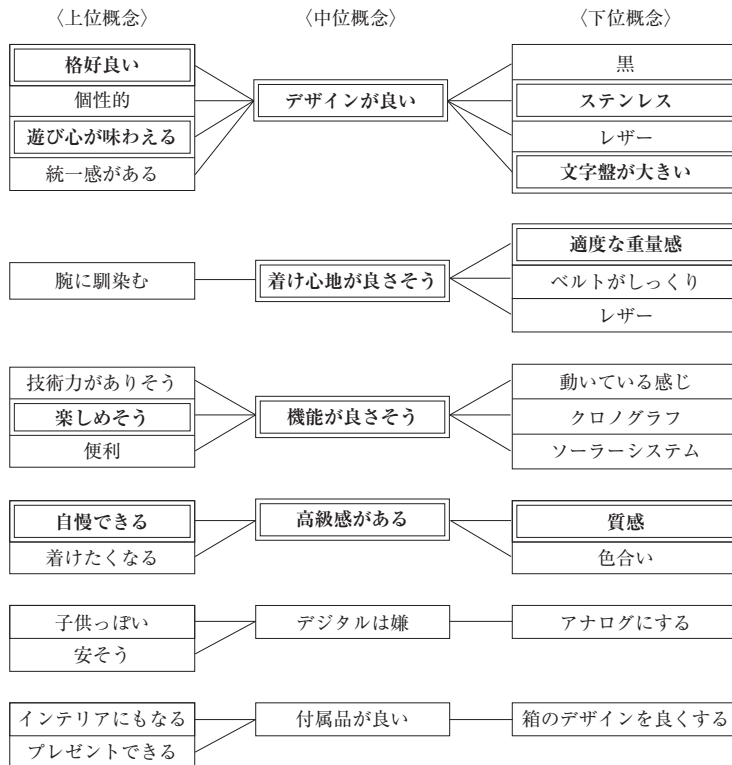 〈上位概念〉 〈中位概念〉 〈下位概念〉
格好良い
個性的
遊び心が味わえる
統一感がある
デザインが良い
黒
ステンレス
レザー
文字盤が大きい
腕に馴染む
着け心地が良さそう
適度な重量感
ベルトがしっくり
レザー
技術力がありそう
楽しめそう
便利
機能が良さそう
動いている感じ
クロノグラフ
ソーラーシステム
自慢できる
着けたくなる
高級感がある
質感
色合い
子供っぽい
安そう
デジタルは嫌
アナログにする
インテリアにもなる
プレゼントできる
付属品が良い
箱のデザインを良くする